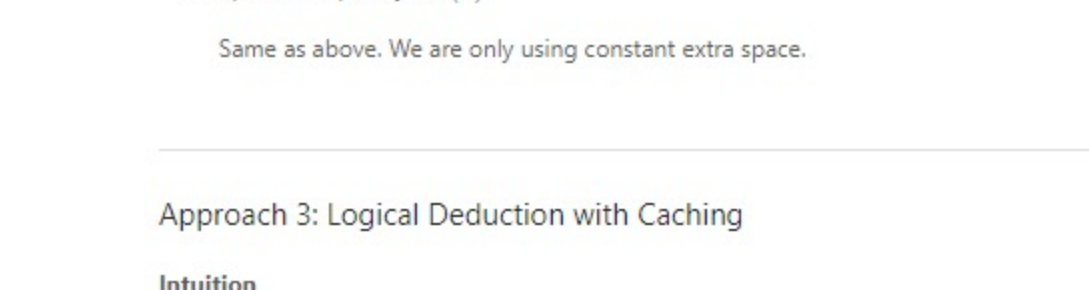 Same as above. We are only using constant extra space.
Approach 3: Logical Deduction with Caching
Intuition